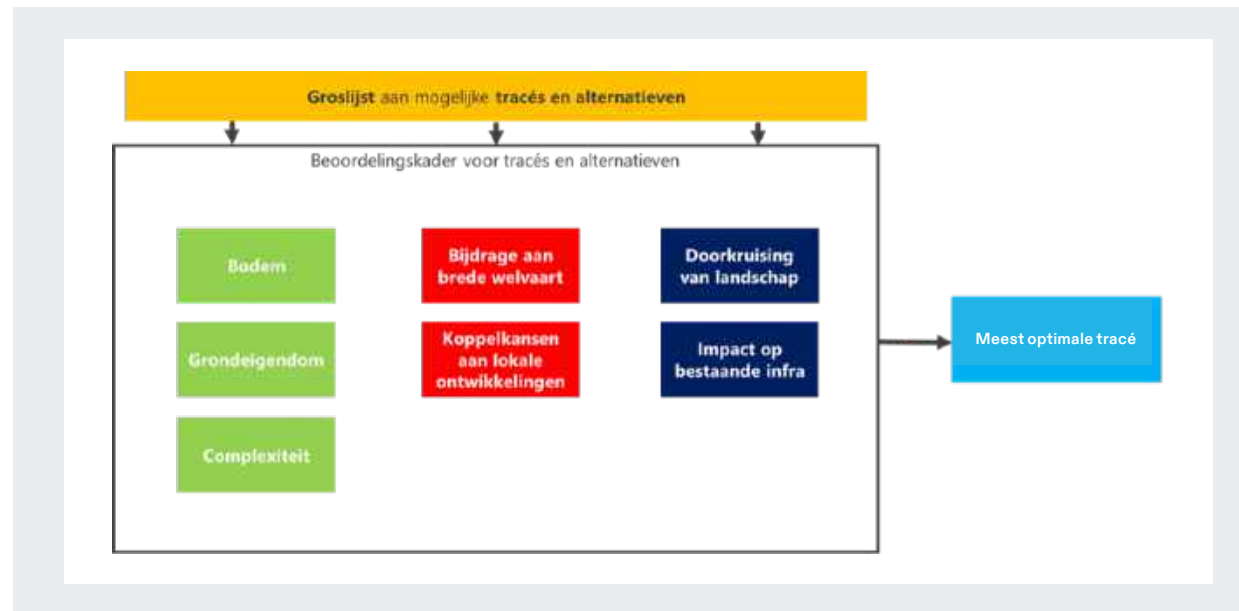 Groslijst aan mogelijke tracés en alternatieven
Beoordelingskader voor tracés en alternatieven
Bodem
Grondeigendom
Complexiteit
Bijdrage aan
brede welvaart
Koppelkansen
aan lokale
ontwikkelingen
Doorkruising
van landschap
Impact op
bestaande infra
Meest optimale tracé